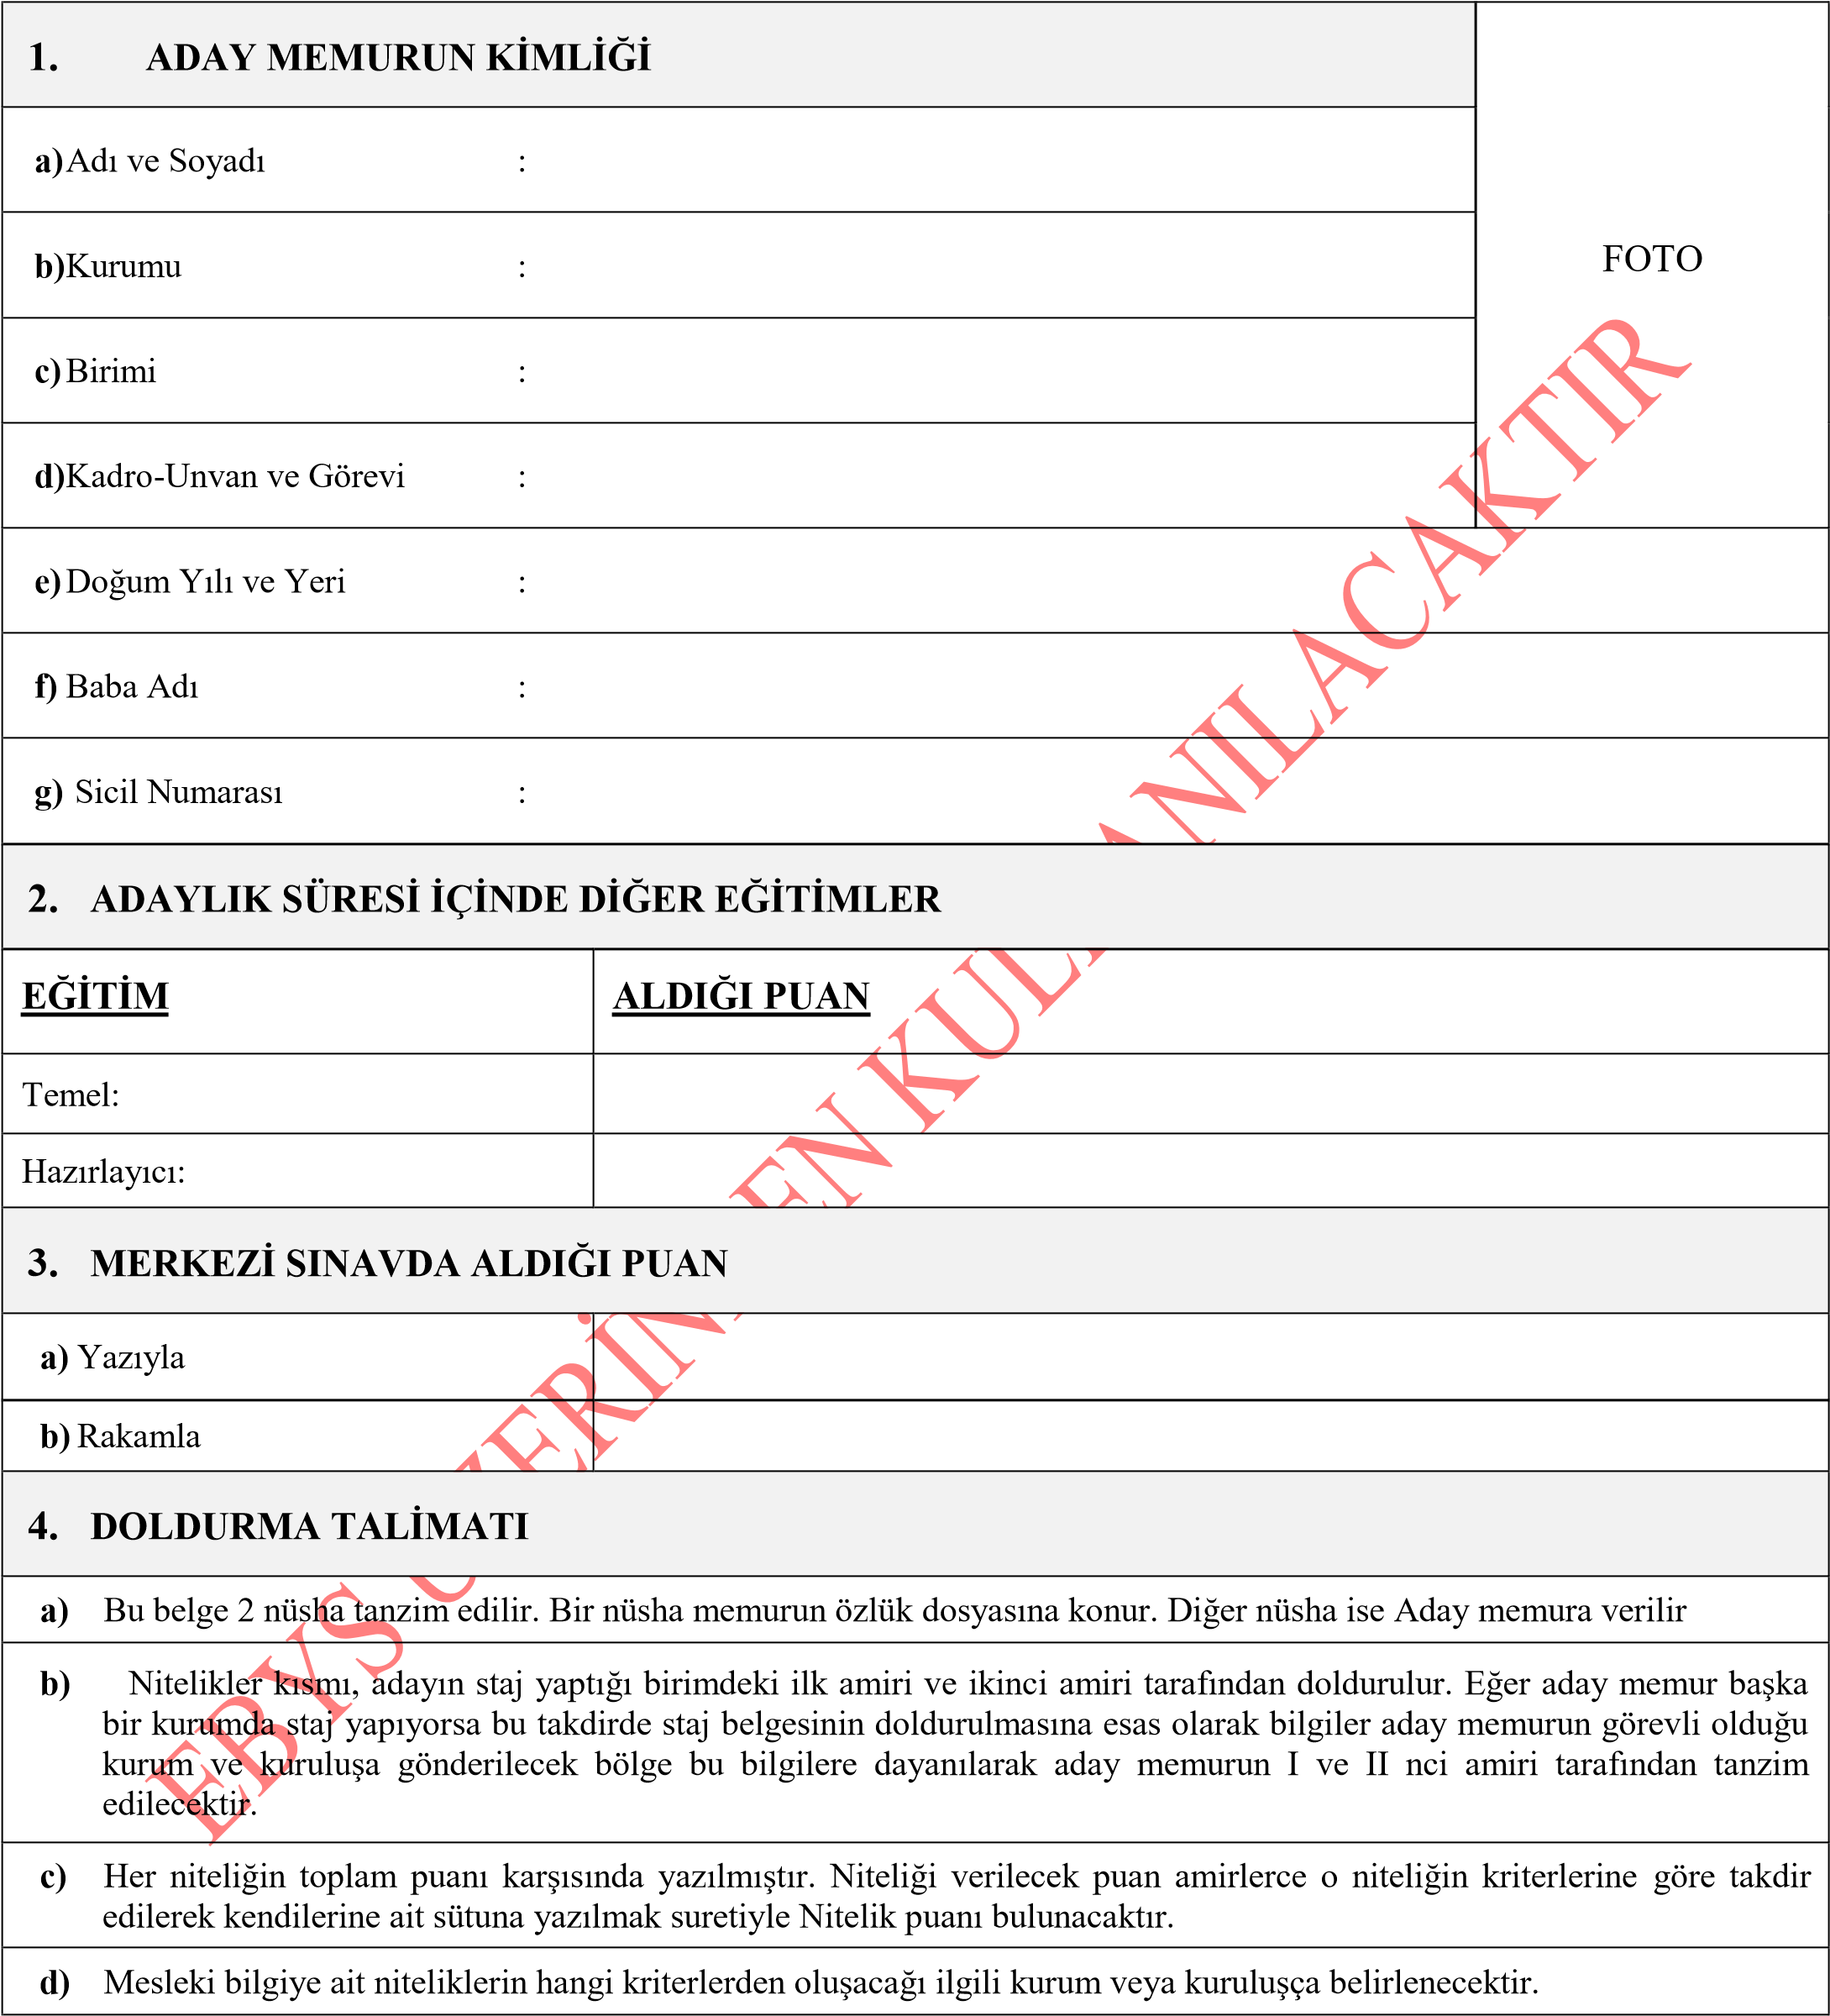 1. ADAY MEMURUN KİMLİĞİ
FOTO
a)Adı ve Soyadı :
b)Kurumu :
c)Birimi :
d)Kadro-Unvan ve Görevi :
e)Doğum Yılı ve Yeri :
f) Baba Adı :
g) Sicil Numarası :
2. ADAYLIK SÜRESİ İÇİNDE DİĞER EĞİTİMLER
EĞİTİM ALDIĞI PUAN
Temel:
Hazırlayıcı:
3. MERKEZİ SINAVDA ALDIĞI PUAN
a) Yazıyla
b) Rakamla
4. DOLDURMA TALİMATI
a) Bu belge 2 nüsha tanzim edilir. Bir nüsha memurun özlük dosyasına konur. Diğer nüsha ise Aday memura verilir
b) Nitelikler kısmı, adayın staj yaptığı birimdeki ilk amiri ve ikinci amiri tarafından doldurulur. Eğer aday memur başka
bir kurumda staj yapıyorsa bu takdirde staj belgesinin doldurulmasına esas olarak bilgiler aday memurun görevli olduğu
kurum ve kuruluşa gönderilecek bölge bu bilgilere dayanılarak aday memurun I ve II nci amiri tarafından tanzim
edilecektir.
c) Her niteliğin toplam puanı karşısında yazılmıştır. Niteliği verilecek puan amirlerce o niteliğin kriterlerine göre takdir
edilerek kendilerine ait sütuna yazılmak suretiyle Nitelik puanı bulunacaktır.
d) Mesleki bilgiye ait niteliklerin hangi kriterlerden oluşacağı ilgili kurum veya kuruluşça belirlenecektir.
EBYS ÜZERİNDEN KULLANILACAKTIR